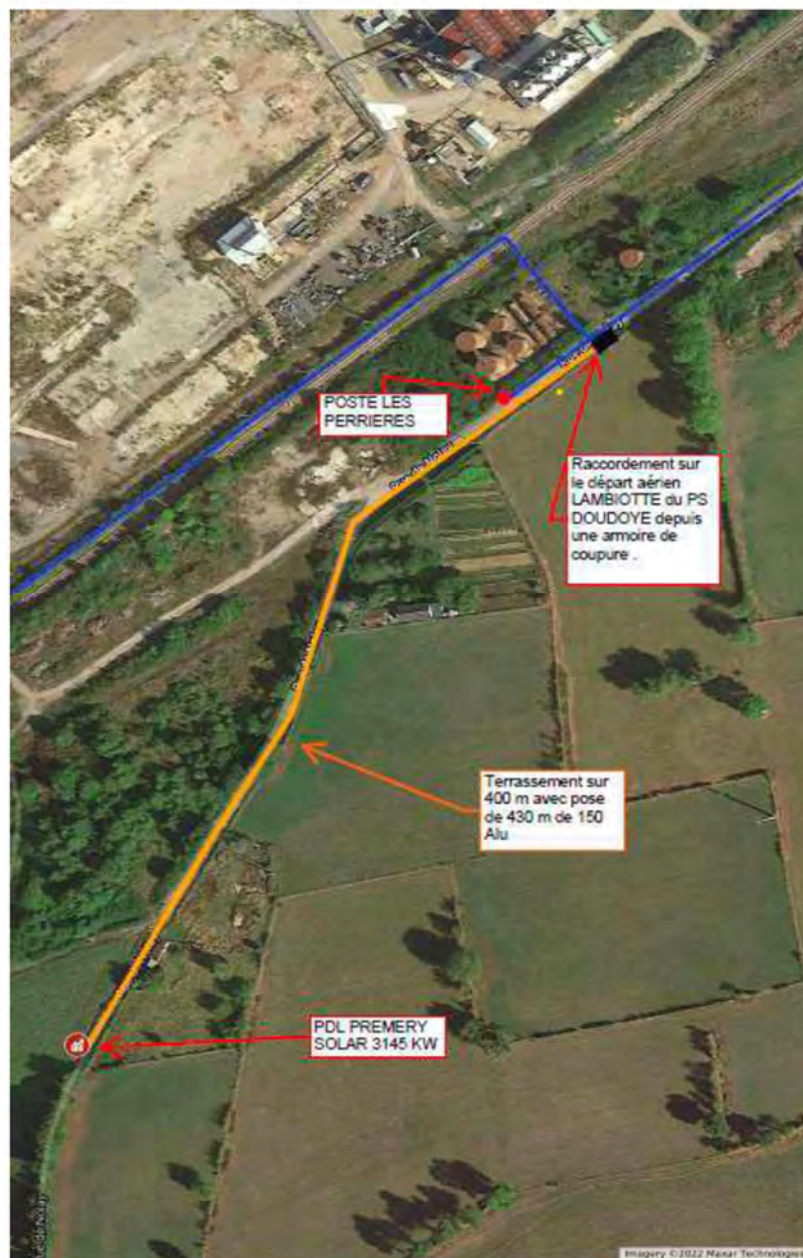 POSTE LES
PERRIERES
Raccordement sur
le départ aérien
LAMBIOTTE du PS
DOUDOYE depuis
une armoire de
coupure .
Terrassement sur
400 m avec pose
de 430 m de 150
Alu
PDL PREMERY
SOLAR 3145 KW
Imagery ©2022 Maxar Technologies